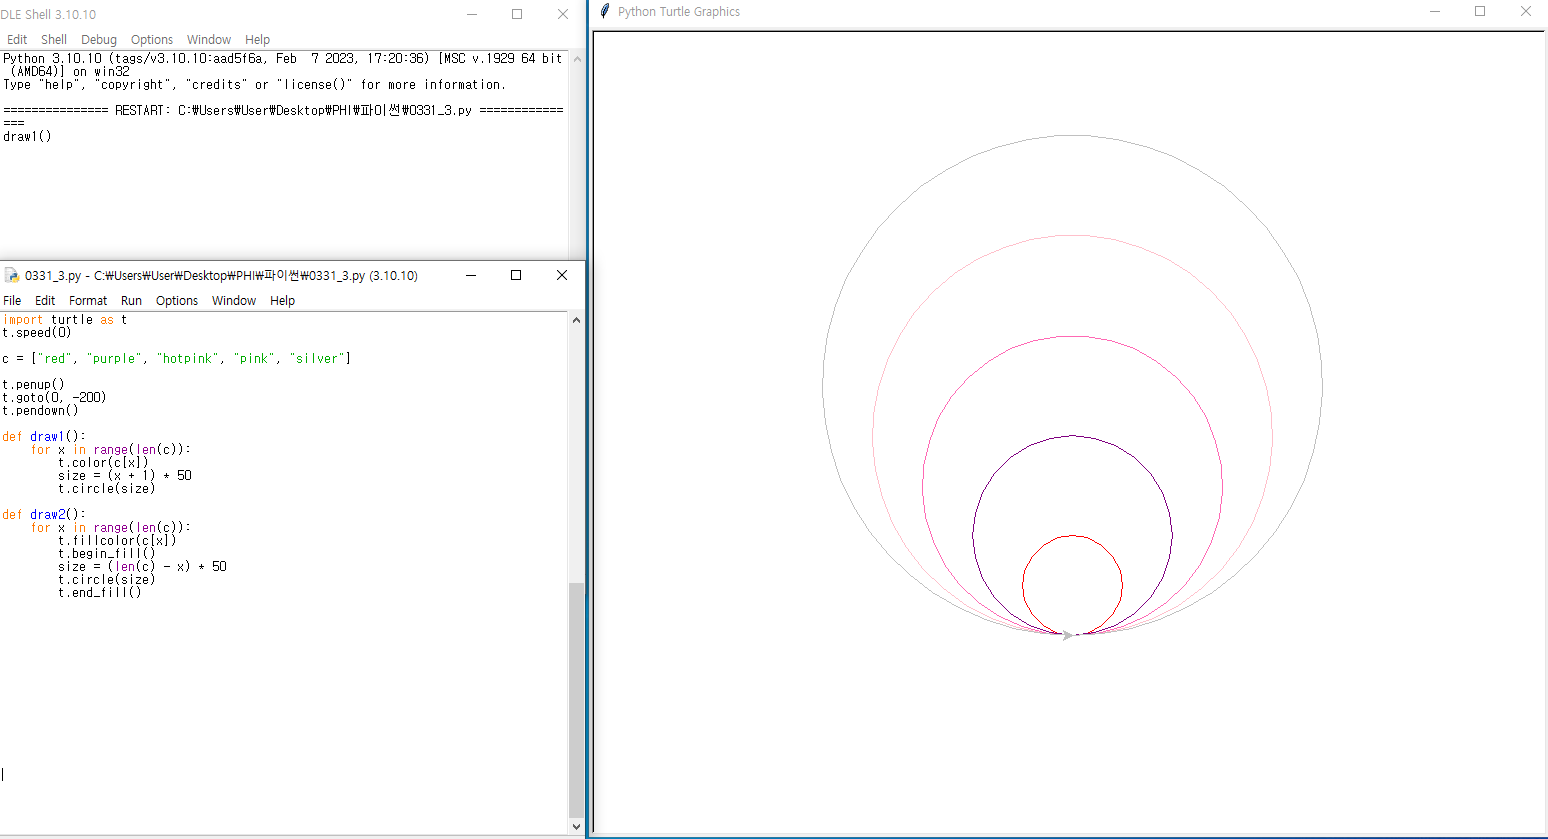 DLE Shell 3.10.10
Edit Shell Debug Options Window Help
Python 3.10.10 (tags/v3.10.10:aad5f6a, Feb  7 2023, 17:20:36) [MSC v.1929 64 bit
 (AMD64)] on win32
Type "help", "copyright", "credits" or "license()" for more information.
=============== RESTART: C:₩Users₩User₩Desktop₩PHI₩파이썬₩0331_3.py ============
===
draw1()
0331_3.py - C:₩Users₩User₩Desktop₩PHI₩파이썬₩0331_3.py (3.10.10)
File Edit Format Run Options Window Help
import turtle as t
t.speed(0)
c = ["red", "purple", "hotpink", "pink", "silver"]
t.penup()
t.goto(0, -200)
t.pendown()
def draw1():
    for x in range(len(c)):
        t.color(c[x])
        size = (x + 1) * 50
        t.circle(size)
def draw2():
    for x in range(len(c)):
        t.fillcolor(c[x])
        t.begin_fill()
        size = (len(c) - x) * 50
        t.circle(size)
        t.end_fill()
Python Turtle Graphics